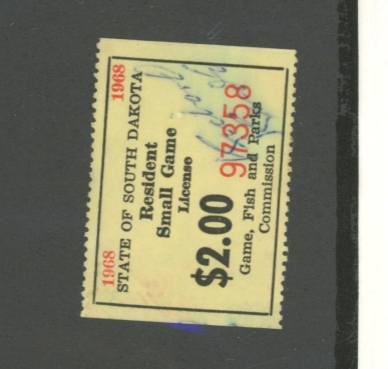 1968 1968
STATE OF SOUTH DAKOTA
Resident
Small Game
License
$2.00 97358
Game, Fish and Parks
Commission